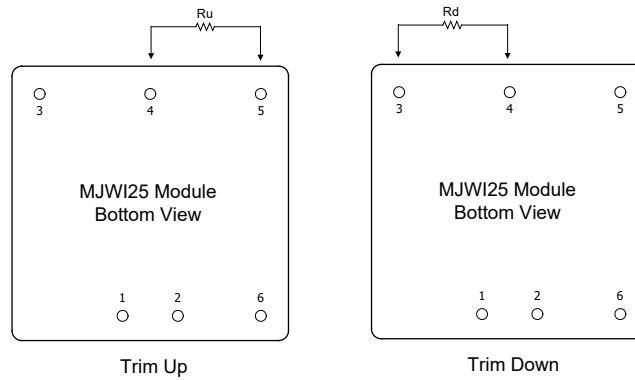 Ru
Rd
3 4 5
3 4 5
MJWI25 Module
Bottom View
MJWI25 Module
Bottom View
1 2 6
1 2 6
Trim Up
Trim Down